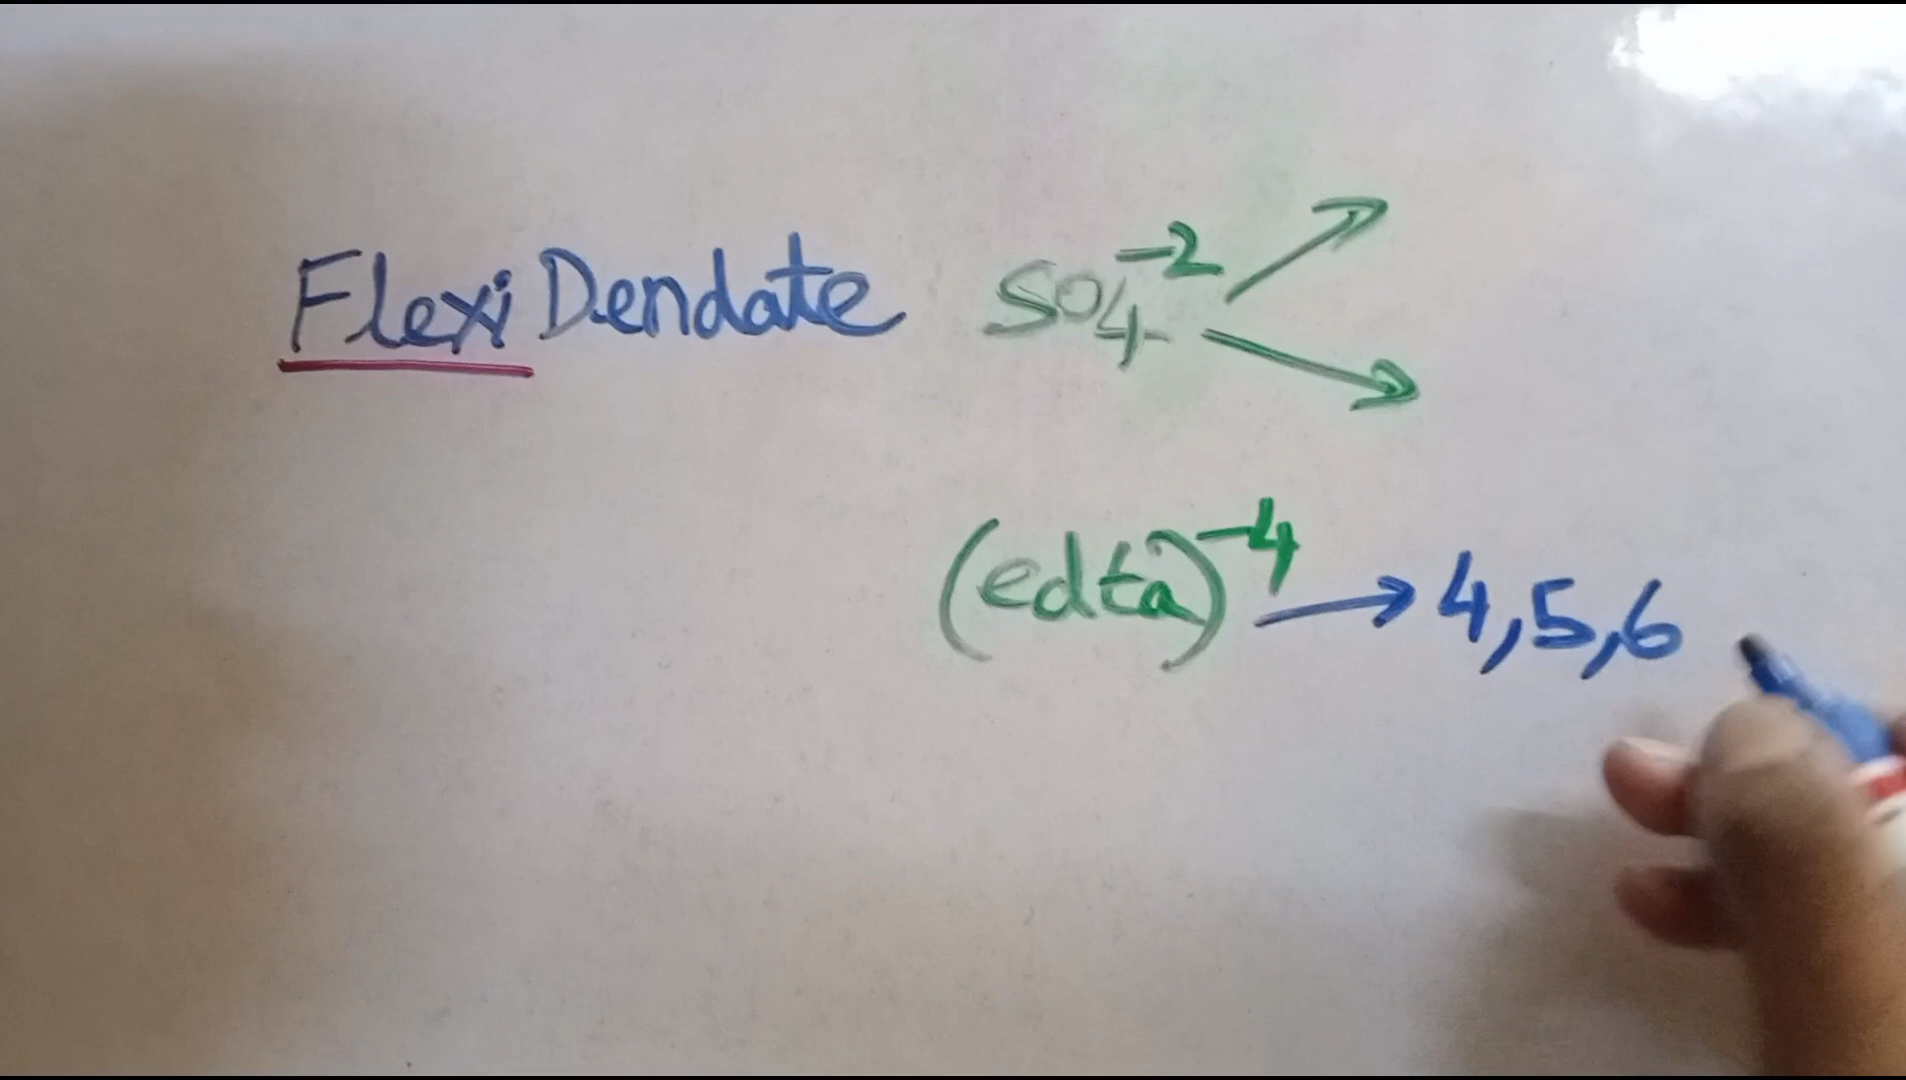 Flexi Dendate SO₄⁻²
(edta)⁻⁴ → 4,5,6